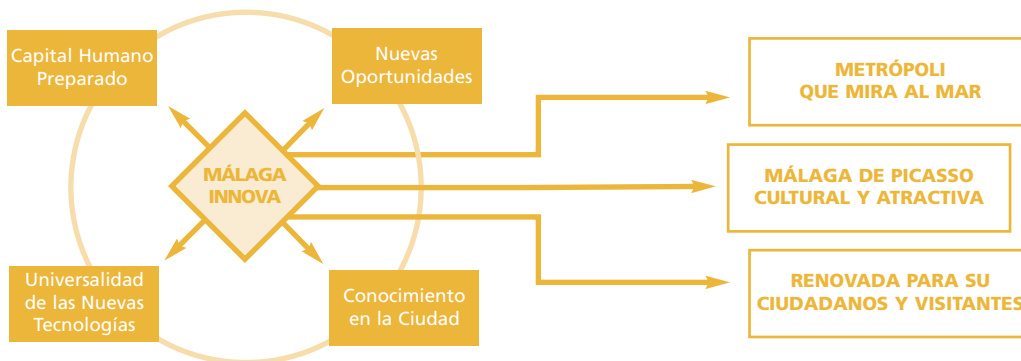 Capital Humano
Preparado
Nuevas
Oportunidades
MÁLAGA
INNOVA
Universalidad
de las Nuevas
Tecnologías
Conocimiento
en la Ciudad
METRÓPOLI
QUE MIRA AL MAR
MÁLAGA DE PICASSO
CULTURAL Y ATRACTIVA
RENOVADA PARA SU
CIUDADANOS Y VISITANTES